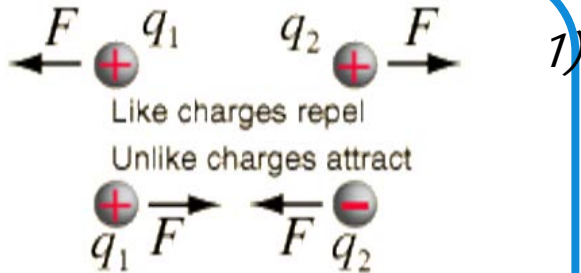 F q₁ q₂ F 1)
+ +
Like charges repel
Unlike charges attract
+ −
q₁ F F q₂